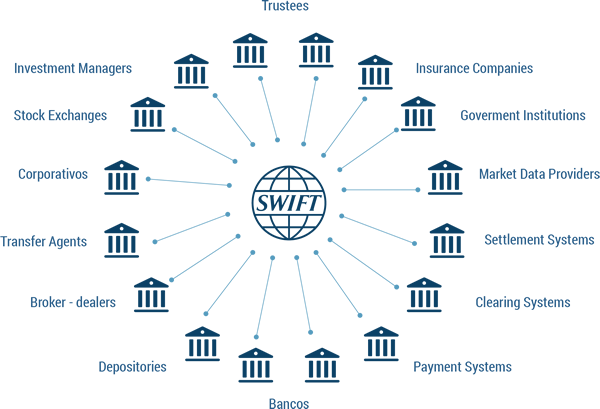 Trustees
Investment Managers
Insurance Companies
Stock Exchanges
Goverment Institutions
Corporativos
Market Data Providers
SWIFT
Transfer Agents
Settlement Systems
Broker - dealers
Clearing Systems
Depositories
Payment Systems
Bancos